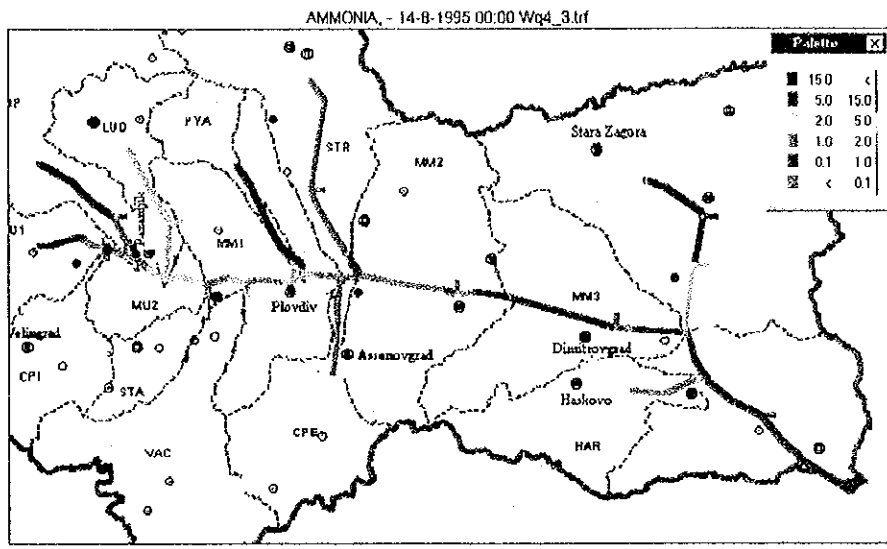 AMMONIA, - 14-8-1995 00:00 Wq4_3.trf
Palette x
15.0 <
5.0 15.0
2.0 5.0
1.0 2.0
0.1 1.0
< 0.1
LUD
PYA
STR
MM2
Stara Zagora
MM1
MU2
Plovdiv
MM3
Dimitrovgrad
Assenovgrad
CPI
STA
Haskovo
VAC
CPE
HAR